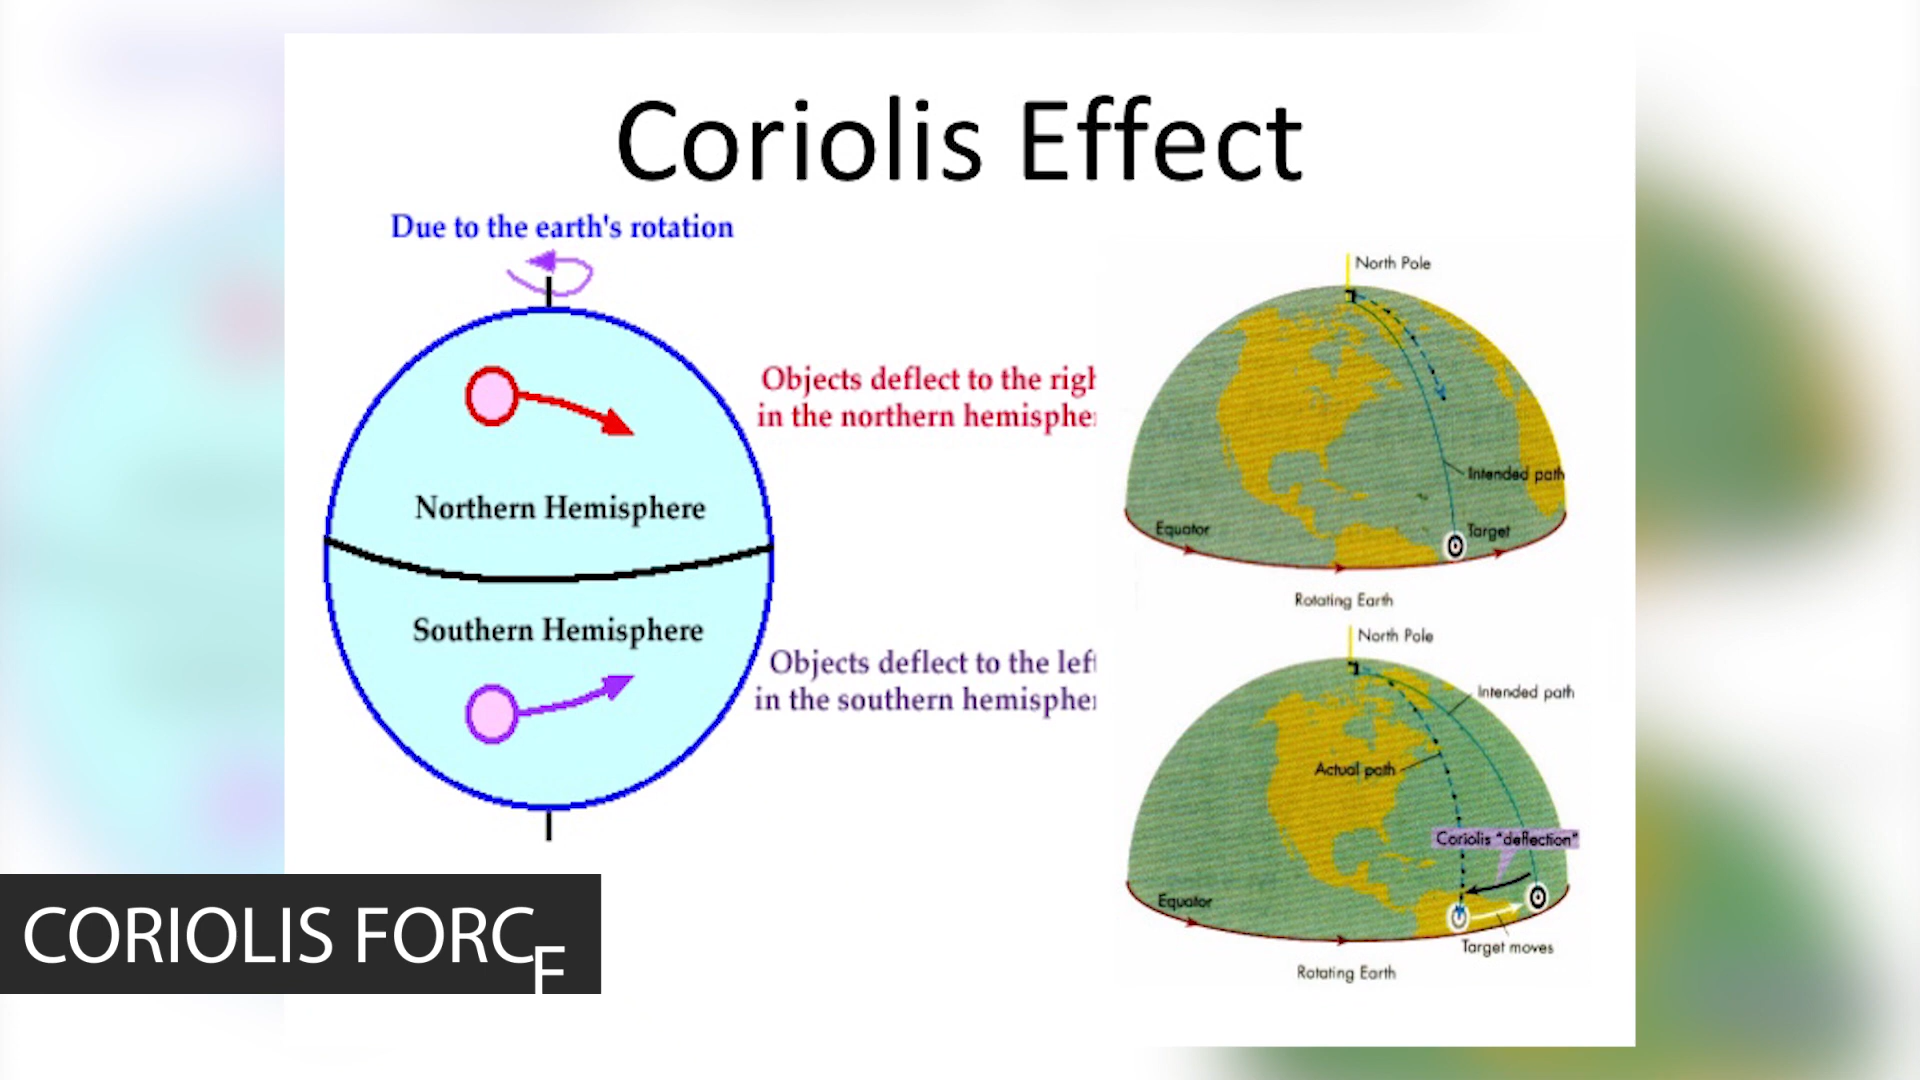 Coriolis Effect
Due to the earth's rotation
Objects deflect to the righ
in the northern hemispher
Northern Hemisphere
Southern Hemisphere
Objects deflect to the left
in the southern hemispher
North Pole
Intended path
Equator
Target
Rotating Earth
North Pole
Intended path
Actual path
Coriolis "deflection"
Equator
Target moves
Rotating Earth
CORIOLIS FORCE